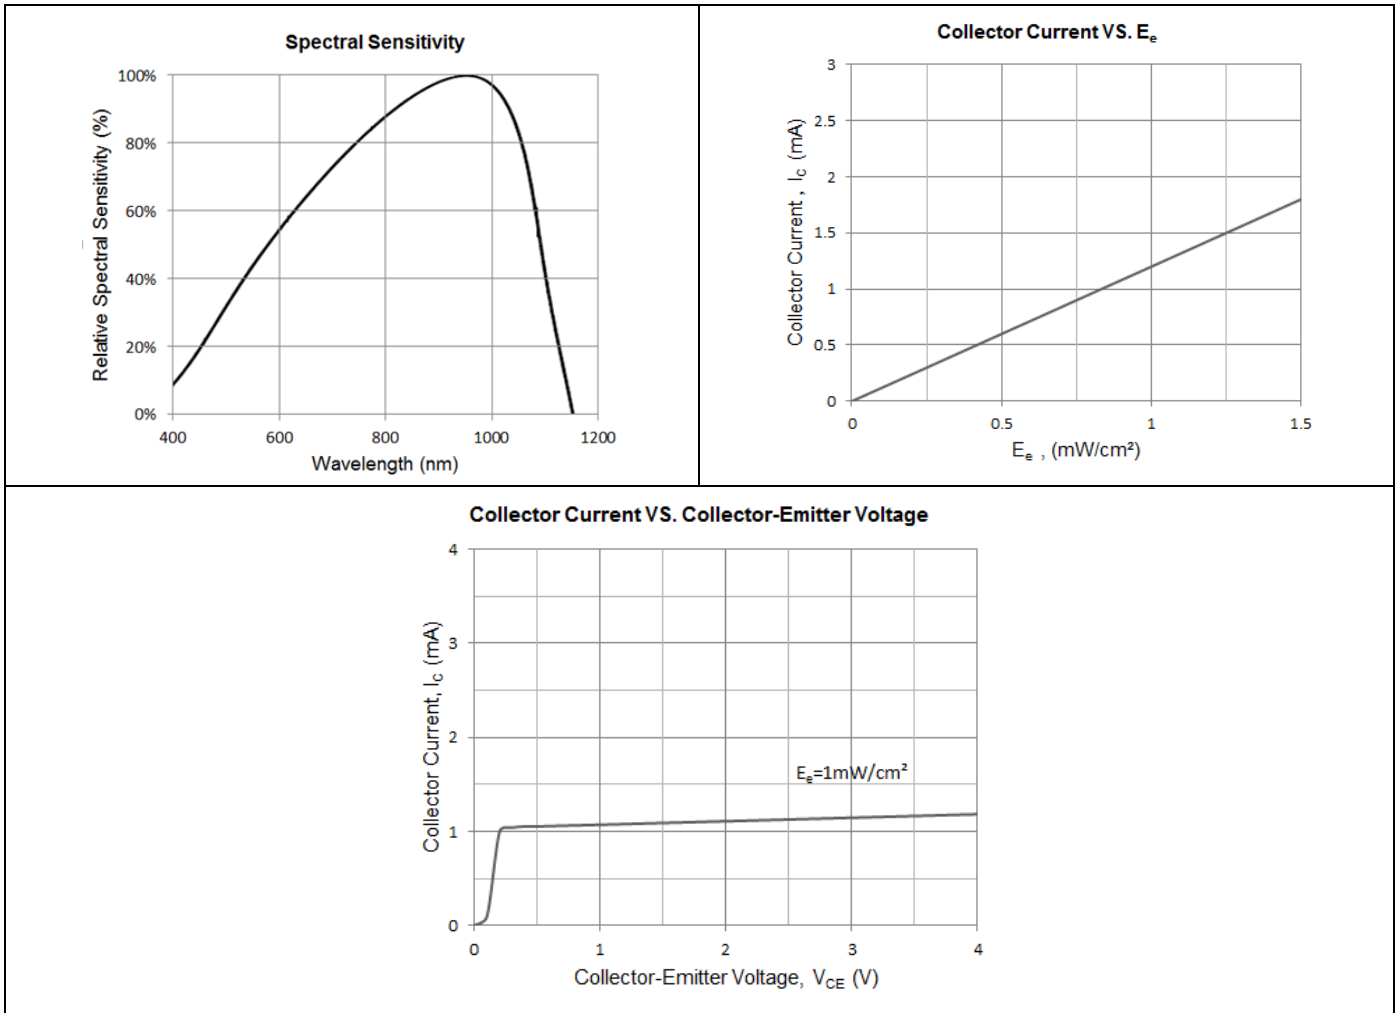 Spectral Sensitivity
Relative Spectral Sensitivity (%)
100%
80%
60%
40%
20%
0%
400 600 800 1000 1200
Wavelength (nm)
Collector Current VS. Eₑ
Collector Current , I_C (mA)
3
2.5
2
1.5
1
0.5
0
0 0.5 1 1.5
Eₑ , (mW/cm²)
Collector Current VS. Collector-Emitter Voltage
Collector Current, I_C (mA)
4
3
2
1
0
Eₑ=1mW/cm²
0 1 2 3 4
Collector-Emitter Voltage, V_CE (V)